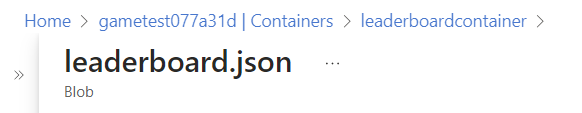 Home > gametest077a31d | Containers > leaderboardcontainer >
» leaderboard.json ...
Blob